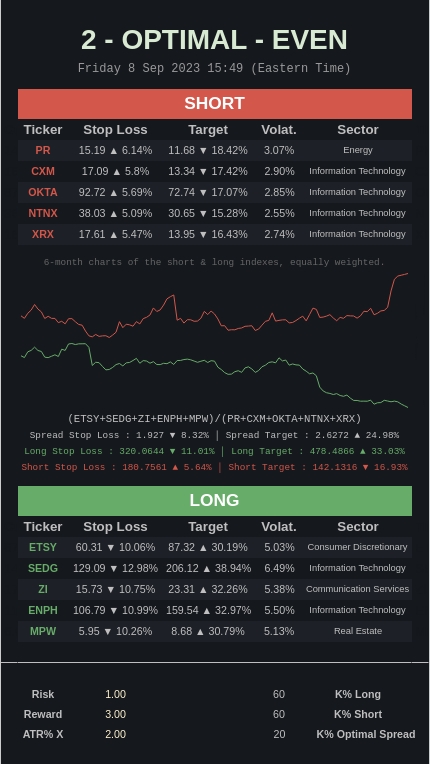 2 - OPTIMAL - EVEN
Friday 8 Sep 2023 15:49 (Eastern Time)
SHORT
Ticker Stop Loss Target Volat. Sector
PR 15.19 ▲ 6.14% 11.68 ▼ 18.42% 3.07% Energy
CXM 17.09 ▲ 5.8% 13.34 ▼ 17.42% 2.90% Information Technology
OKTA 92.72 ▲ 5.69% 72.74 ▼ 17.07% 2.85% Information Technology
NTNX 38.03 ▲ 5.09% 30.65 ▼ 15.28% 2.55% Information Technology
XRX 17.61 ▲ 5.47% 13.95 ▼ 16.43% 2.74% Information Technology
6-month charts of the short & long indexes, equally weighted.
(ETSY+SEDG+ZI+ENPH+MPW)/(PR+CXM+OKTA+NTNX+XRX)
Spread Stop Loss : 1.927 ▼ 8.32% | Spread Target : 2.6272 ▲ 24.98%
Long Stop Loss : 320.0644 ▼ 11.01% | Long Target : 478.4866 ▲ 33.03%
Short Stop Loss : 180.7561 ▲ 5.64% | Short Target : 142.1316 ▼ 16.93%
LONG
Ticker Stop Loss Target Volat. Sector
ETSY 60.31 ▼ 10.06% 87.32 ▲ 30.19% 5.03% Consumer Discretionary
SEDG 129.09 ▼ 12.98% 206.12 ▲ 38.94% 6.49% Information Technology
ZI 15.73 ▼ 10.75% 23.31 ▲ 32.26% 5.38% Communication Services
ENPH 106.79 ▼ 10.99% 159.54 ▲ 32.97% 5.50% Information Technology
MPW 5.95 ▼ 10.26% 8.68 ▲ 30.79% 5.13% Real Estate
Risk 1.00 60 K% Long
Reward 3.00 60 K% Short
ATR% X 2.00 20 K% Optimal Spread